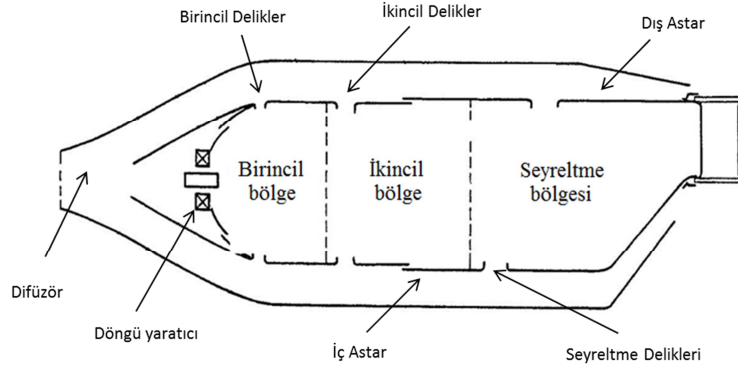 Birincil Delikler
İkincil Delikler
Dış Astar
Birincil
bölge
İkincil
bölge
Seyreltme
bölgesi
Difüzör
Döngü yaratıcı
İç Astar
Seyreltme Delikleri